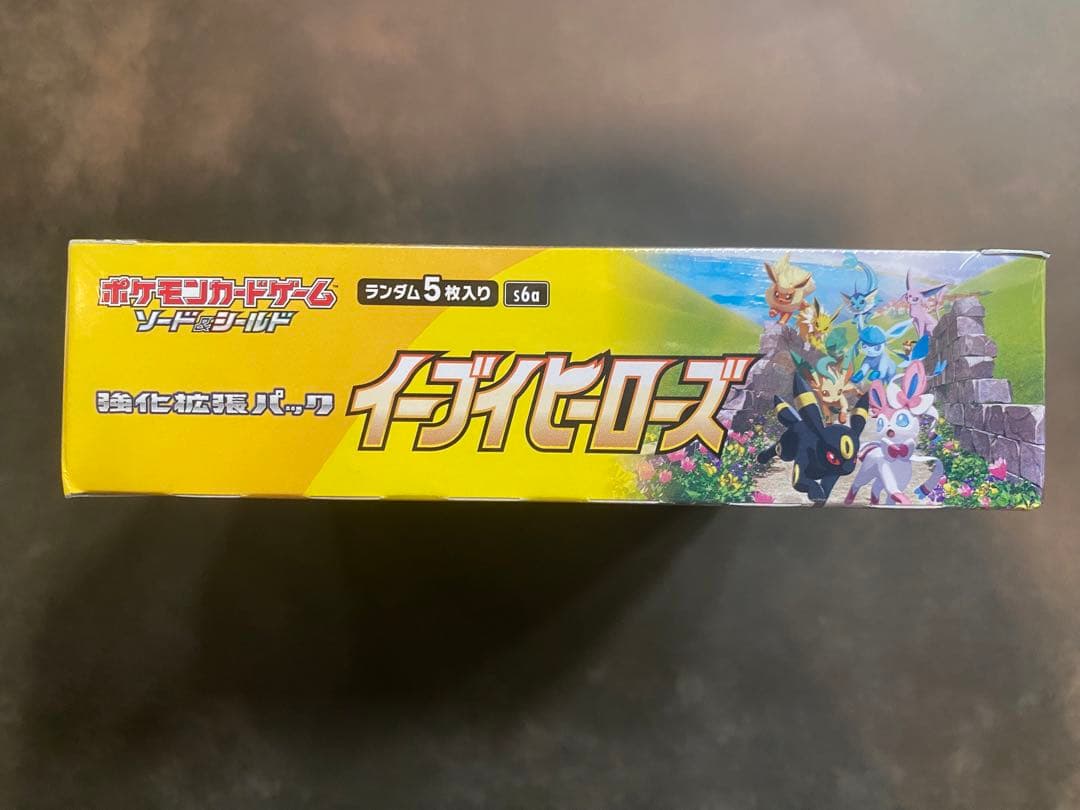 ポケモンカードゲーム™
ソード&シールド
ランダム5枚入り s6a
強化拡張パック イーブイヒーローズ